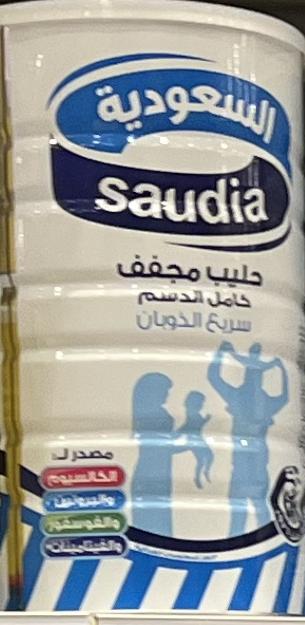 السعودية
saudia
حليب مجفف
كامل الدسم
سريع الذوبان
مصدر لـ:
الكالسيوم
والبروتين
والفوسفور
والفيتامينات